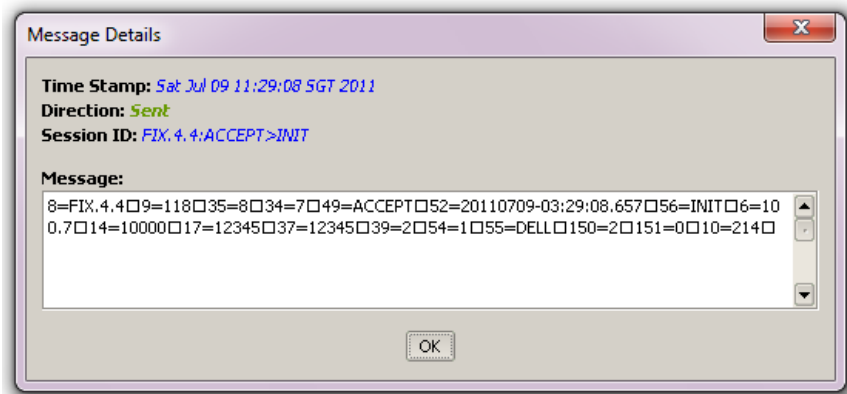 Message Details
Time Stamp: Sat Jul 09 11:29:08 SGT 2011
Direction: Sent
Session ID: FIX.4.4:ACCEPT>INIT
Message:
8=FIX.4.4□9=118□35=8□34=7□49=ACCEPT□52=20110709-03:29:08.657□56=INIT□6=10
0.7□14=10000□17=12345□37=12345□39=2□54=1□55=DELL□150=2□151=0□10=214□
OK